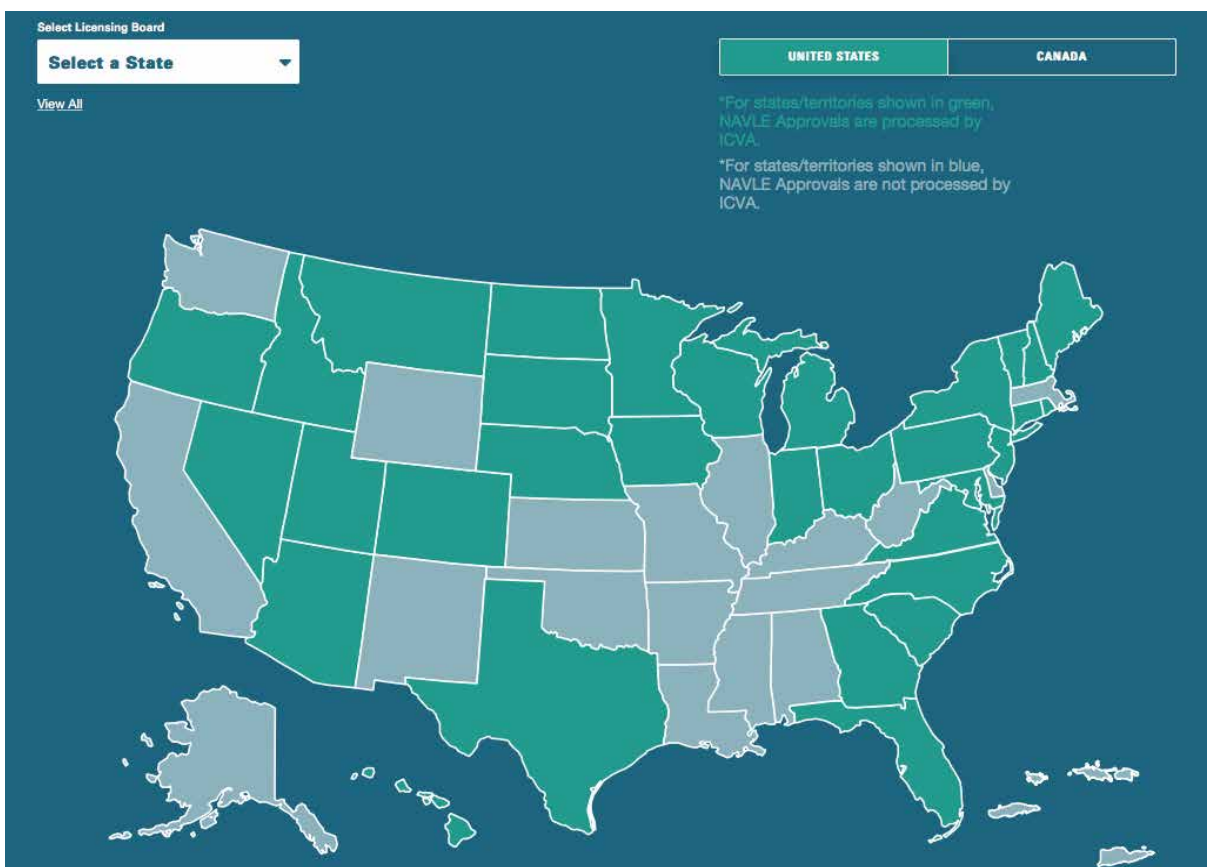 Select Licensing Board
Select a State
View All
UNITED STATES
CANADA
*For states/territories shown in green,
NAVLE Approvals are processed by
ICVA.
*For states/territories shown in blue,
NAVLE Approvals are not processed by
ICVA.